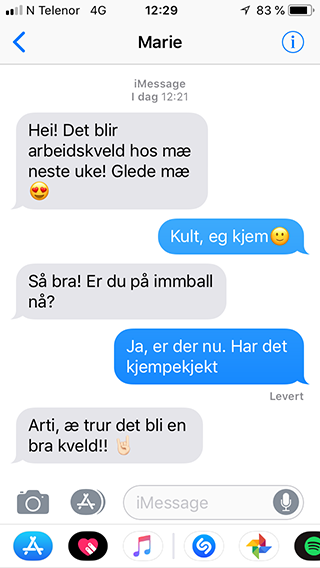 N Telenor 4G 12:29 83 %
Marie
iMessage
I dag 12:21
Hei! Det blir
arbeidskveld hos mæ
neste uke! Glede mæ
😍
Kult, eg kjem🙂
Så bra! Er du på immball
nå?
Ja, er der nu. Har det
kjempekjekt
Levert
Arti, æ trur det bli en
bra kveld!! 🤘🏻
iMessage